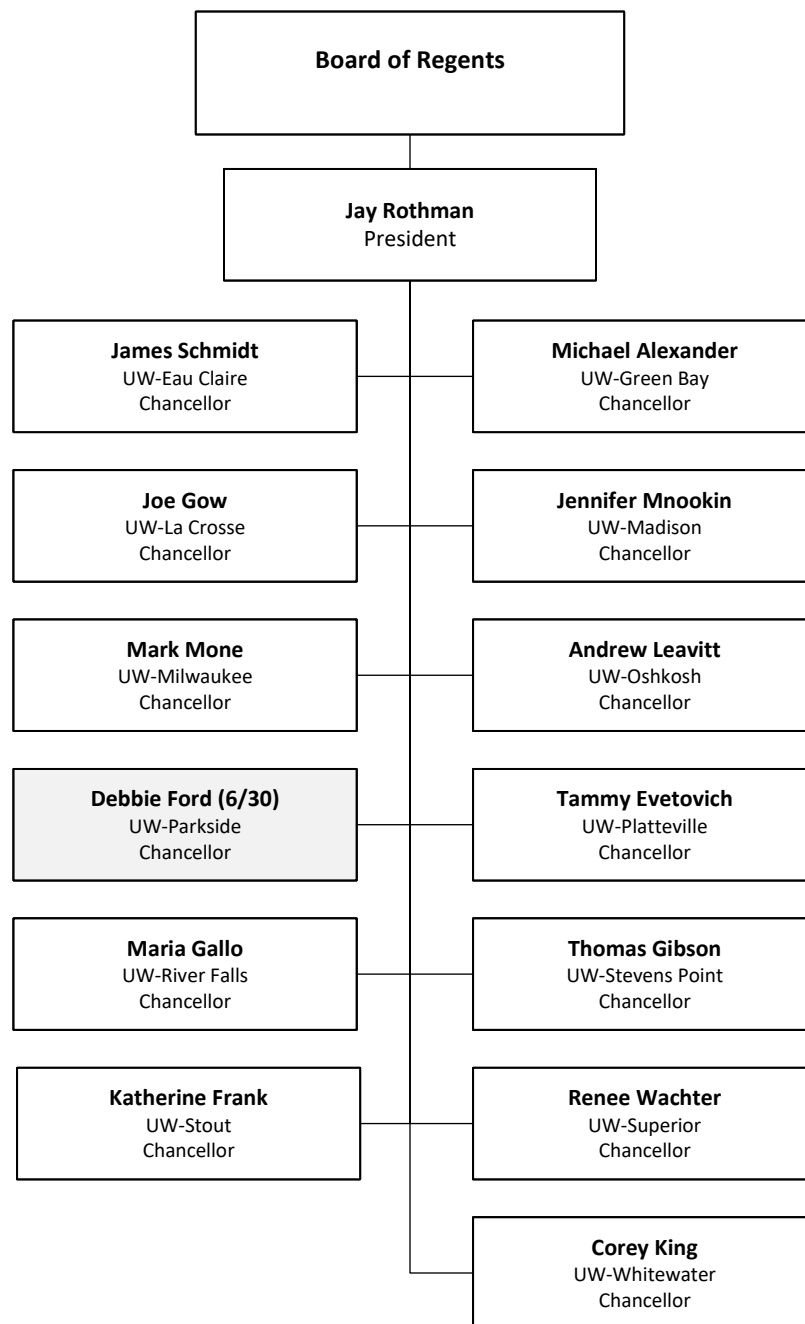 Board of Regents
Jay Rothman
President
James Schmidt
UW-Eau Claire
Chancellor
Michael Alexander
UW-Green Bay
Chancellor
Joe Gow
UW-La Crosse
Chancellor
Jennifer Mnookin
UW-Madison
Chancellor
Mark Mone
UW-Milwaukee
Chancellor
Andrew Leavitt
UW-Oshkosh
Chancellor
Debbie Ford (6/30)
UW-Parkside
Chancellor
Tammy Evetovich
UW-Platteville
Chancellor
Maria Gallo
UW-River Falls
Chancellor
Thomas Gibson
UW-Stevens Point
Chancellor
Katherine Frank
UW-Stout
Chancellor
Renee Wachter
UW-Superior
Chancellor
Corey King
UW-Whitewater
Chancellor